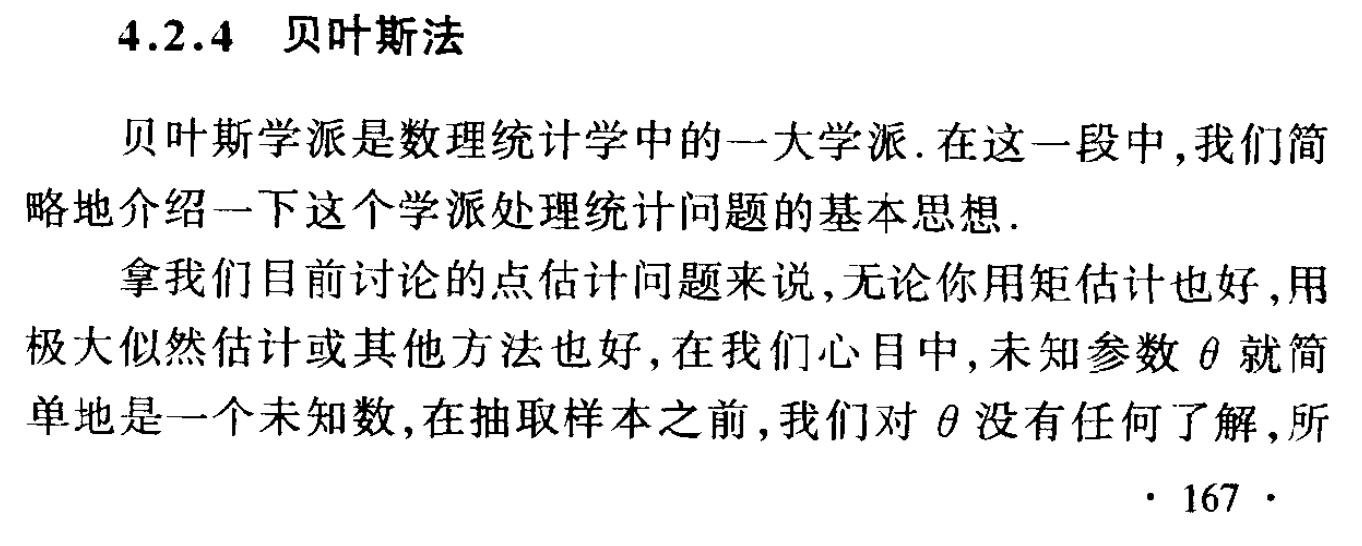 4.2.4 贝叶斯法
贝叶斯学派是数理统计学中的一大学派.在这一段中,我们简
略地介绍一下这个学派处理统计问题的基本思想.
拿我们目前讨论的点估计问题来说,无论你用矩估计也好,用
极大似然估计或其他方法也好,在我们心目中,未知参数 θ 就简
单地是一个未知数,在抽取样本之前,我们对 θ 没有任何了解,所
· 167 ·